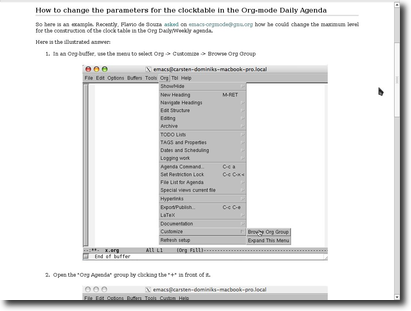 How to change the parameters for the clocktable in the Org-mode Daily Agenda
So here is an example. Recently, Flavio de Souza asked on emacs-orgmode@gnu.org how he could change the maximum level
for the construction of the clock table in the Org Daily/Weekly agenda.
Here is the illustrated answer:
1. In an Org-buffer, use the menu to select Org -> Customize -> Browse Org Group
emacs@carsten-dominiks-macbook-pro.local
File Edit Options Buffers Tools Org Tbl Help
Show/Hide
New Heading M-RET
Navigate Headings
Edit Structure
Editing
Archive
TODO Lists
TAGS and Properties
Dates and Scheduling
Logging work
Agenda Command... C-c a
Set Restriction Lock C-c C-x <
File List for Agenda
Special views current file
Hyperlinks
Export/Publish... C-c C-e
LaTeX
Documentation
Customize
Browse Org Group
Refresh setup
Expand This Menu
--:**- x.org All L1 (Org Fill)
End of buffer
2. Open the "Org Agenda" group by clicking the "+" in front of it.
emacs@carsten-dominiks-macbook-pro.local
File Edit Options Buffers Tools Custom Help